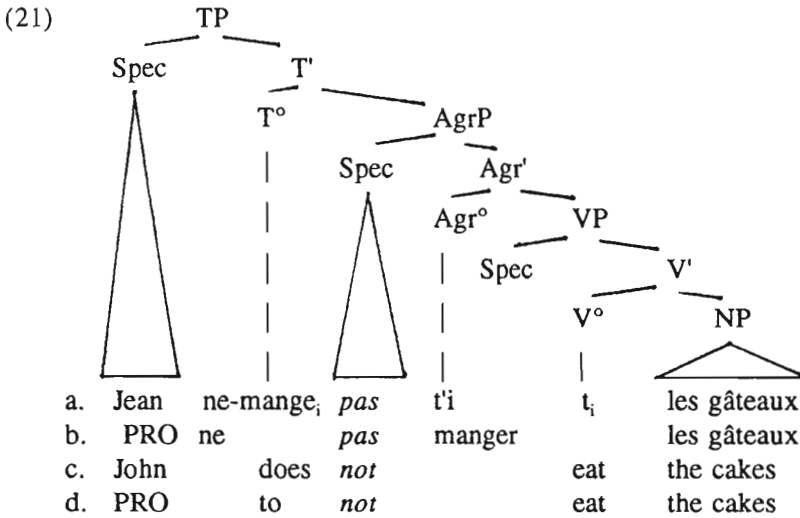 (21) TP
Spec T'
T° AgrP
Spec Agr'
Agr° VP
Spec V'
V° NP
a. Jean ne-mangeᵢ pas t'i tᵢ les gâteaux
b. PRO ne pas manger les gâteaux
c. John does not eat the cakes
d. PRO to not eat the cakes